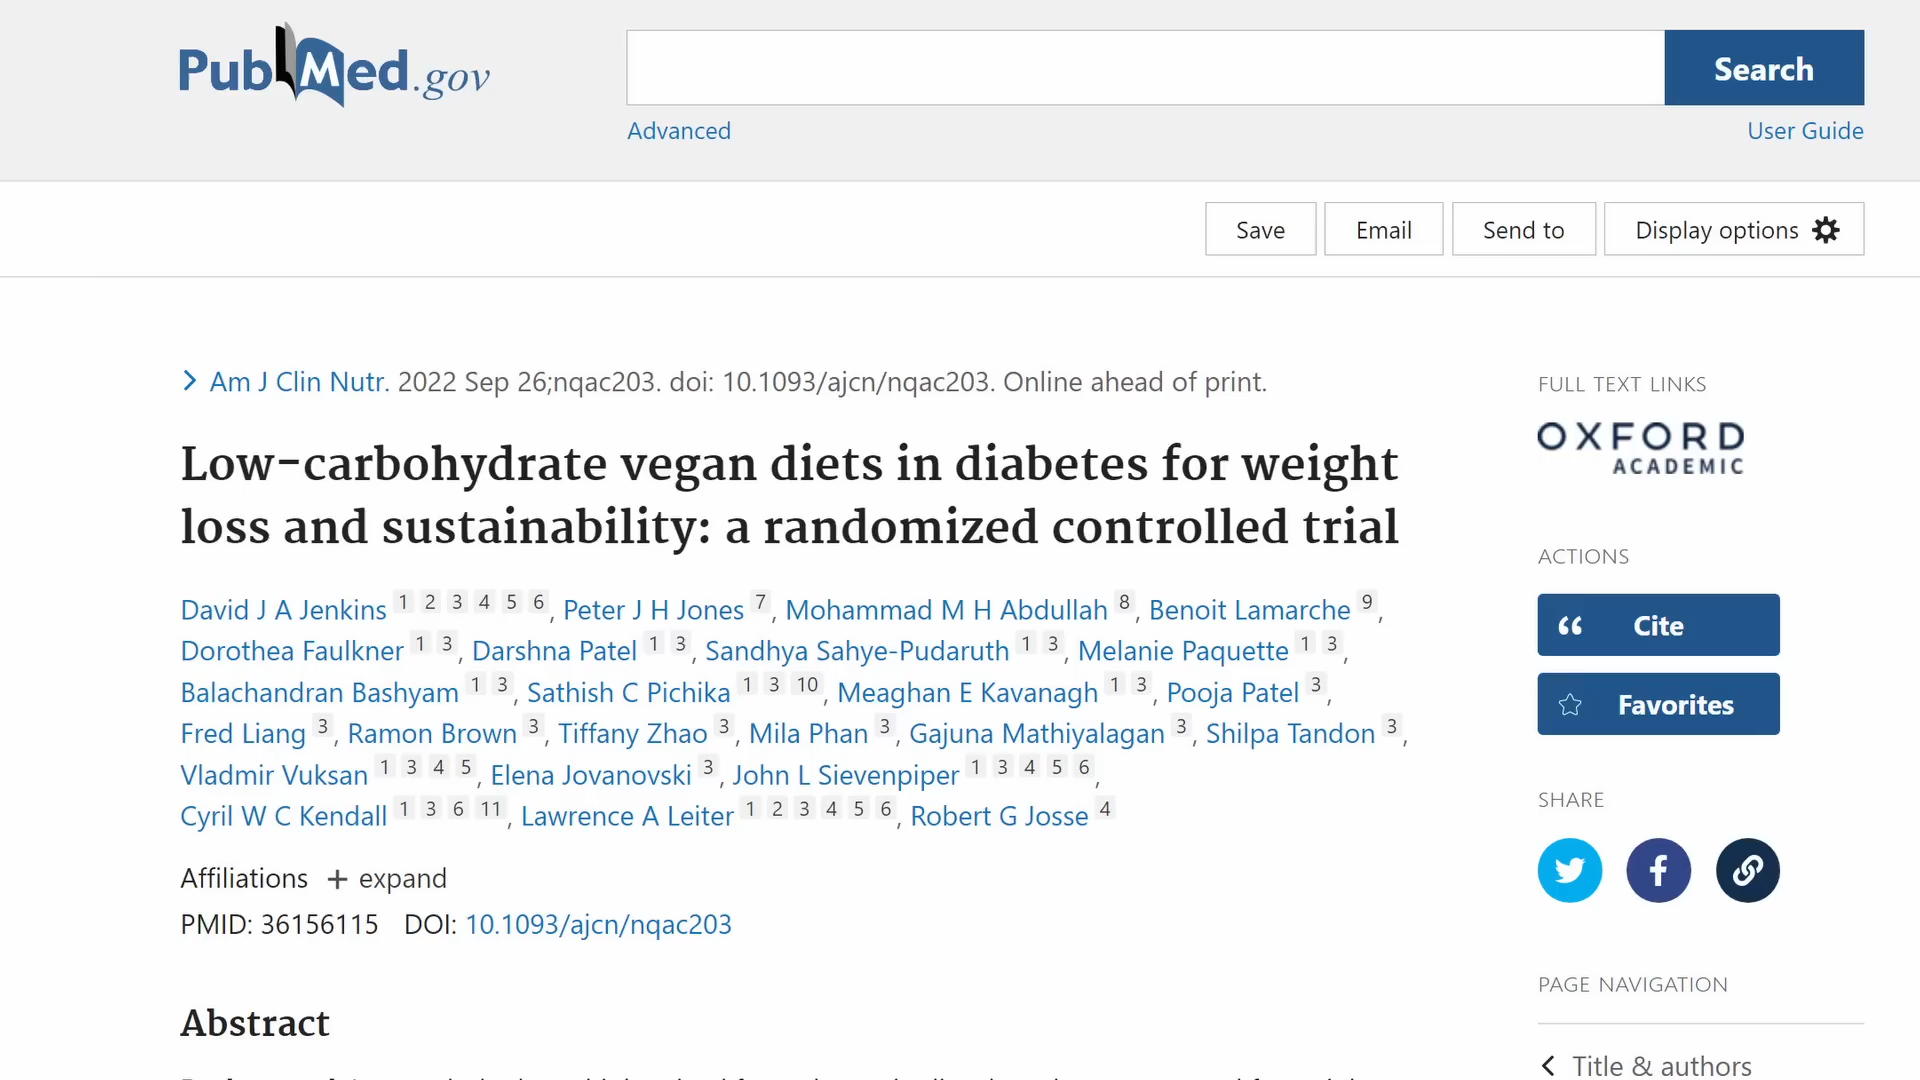 PubMed.gov
Search
Advanced
User Guide
Save
Email
Send to
Display options
Am J Clin Nutr. 2022 Sep 26;nqac203. doi: 10.1093/ajcn/nqac203. Online ahead of print.
Low-carbohydrate vegan diets in diabetes for weight
loss and sustainability: a randomized controlled trial
David J A Jenkins 1 2 3 4 5 6, Peter J H Jones 7, Mohammad M H Abdullah 8, Benoit Lamarche 9,
Dorothea Faulkner 1 3, Darshna Patel 1 3, Sandhya Sahye-Pudaruth 1 3, Melanie Paquette 1 3,
Balachandran Bashyam 1 3, Sathish C Pichika 1 3 10, Meaghan E Kavanagh 1 3, Pooja Patel 3,
Fred Liang 3, Ramon Brown 3, Tiffany Zhao 3, Mila Phan 3, Gajuna Mathiyalagan 3, Shilpa Tandon 3,
Vladmir Vuksan 1 3 4 5, Elena Jovanovski 3, John L Sievenpiper 1 3 4 5 6,
Cyril W C Kendall 1 3 6 11, Lawrence A Leiter 1 2 3 4 5 6, Robert G Josse 4
Affiliations + expand
PMID: 36156115 DOI: 10.1093/ajcn/nqac203
Abstract
FULL TEXT LINKS
OXFORD
ACADEMIC
ACTIONS
Cite
Favorites
SHARE
PAGE NAVIGATION
Title & authors